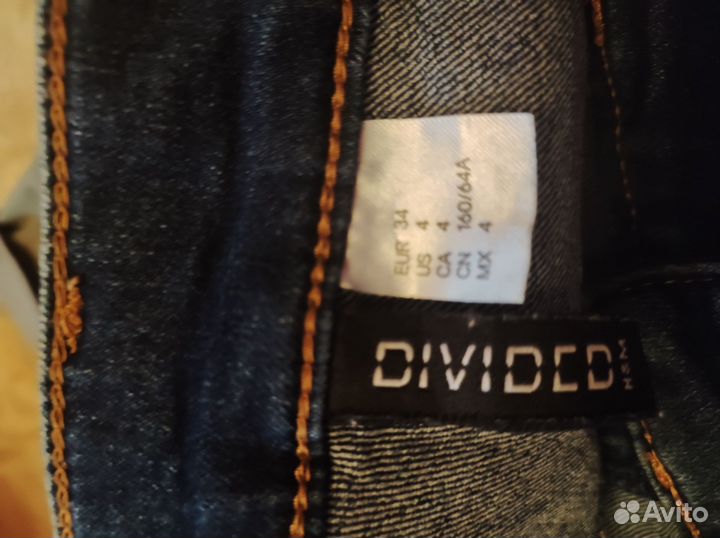 EUR 34
US 4
CA 4
CN 160/64A
MX 4
DIVIDED
H&M
Avito